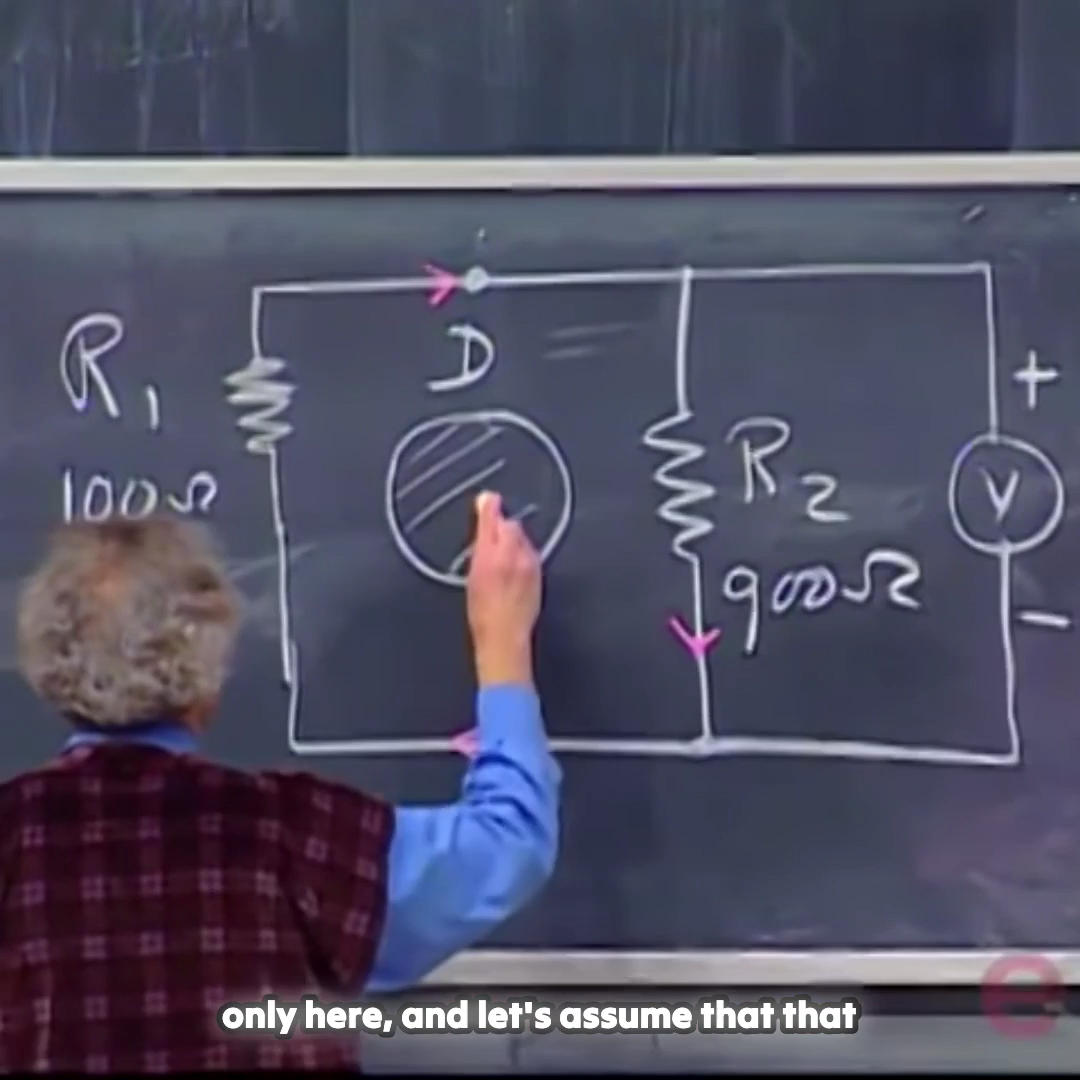 D
R1
100Ω
R2
900Ω
+
V
−
only here, and let's assume that that
e